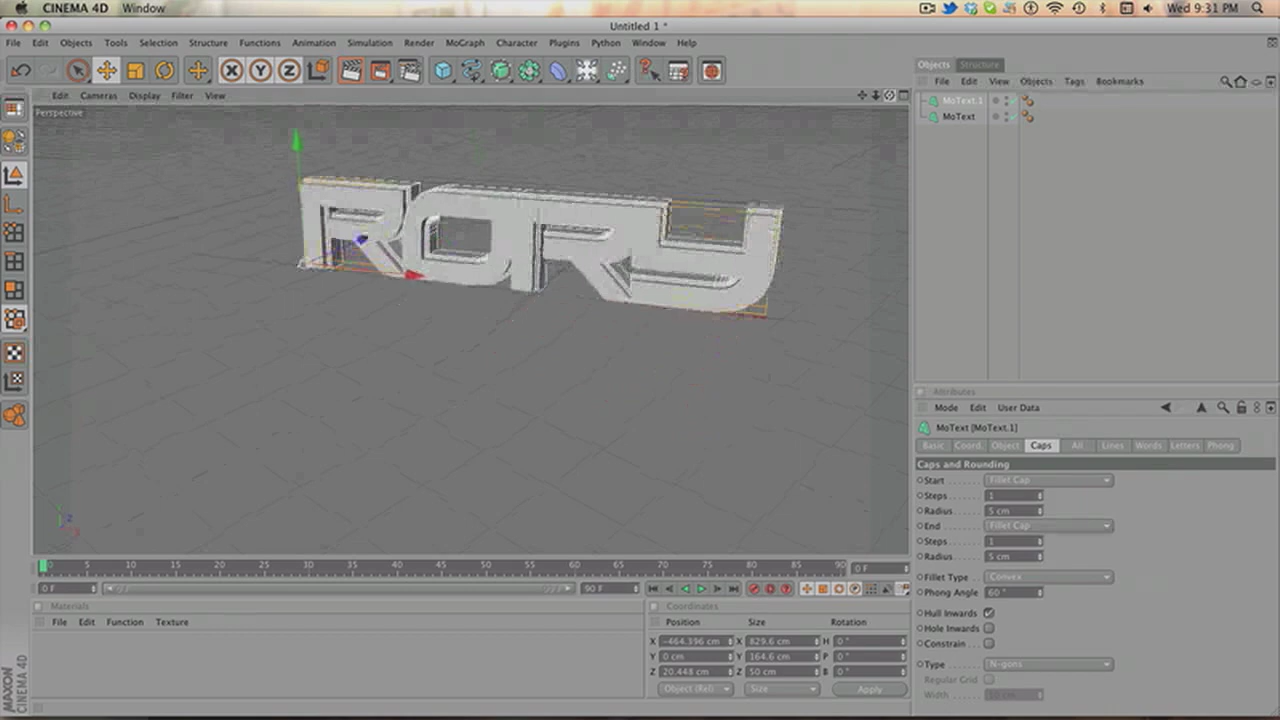 CINEMA 4D Window
Wed 9:31 PM
Untitled 1 *
File Edit Objects Tools Selection Structure Functions Animation Simulation Render MoGraph Character Plugins Python Window Help
X Y Z
Edit Cameras Display Filter View
Perspective
RORY
Y
Z
X
0 5 10 15 20 25 30 35 40 45 50 55 60 65 70 75 80 85 90
0 F
0 F
90 F
Materials
File Edit Function Texture
Coordinates
Position Size Rotation
X -464.396 cm X 829.6 cm H 0 °
Y 0 cm Y 164.6 cm P 0 °
Z 20.448 cm Z 50 cm B 0 °
Object (Rel) Size Apply
MAXON
CINEMA 4D
Objects Structure
File Edit View Objects Tags Bookmarks
MoText.1
MoText
Attributes
Mode Edit User Data
MoText [MoText.1]
Basic Coord. Object Caps All Lines Words Letters Phong
Caps and Rounding
Start Fillet Cap
Steps 1
Radius 5 cm
End Fillet Cap
Steps 1
Radius 5 cm
Fillet Type Convex
Phong Angle 60 °
Hull Inwards
Hole Inwards
Constrain
Type N-gons
Regular Grid
Width 10 cm